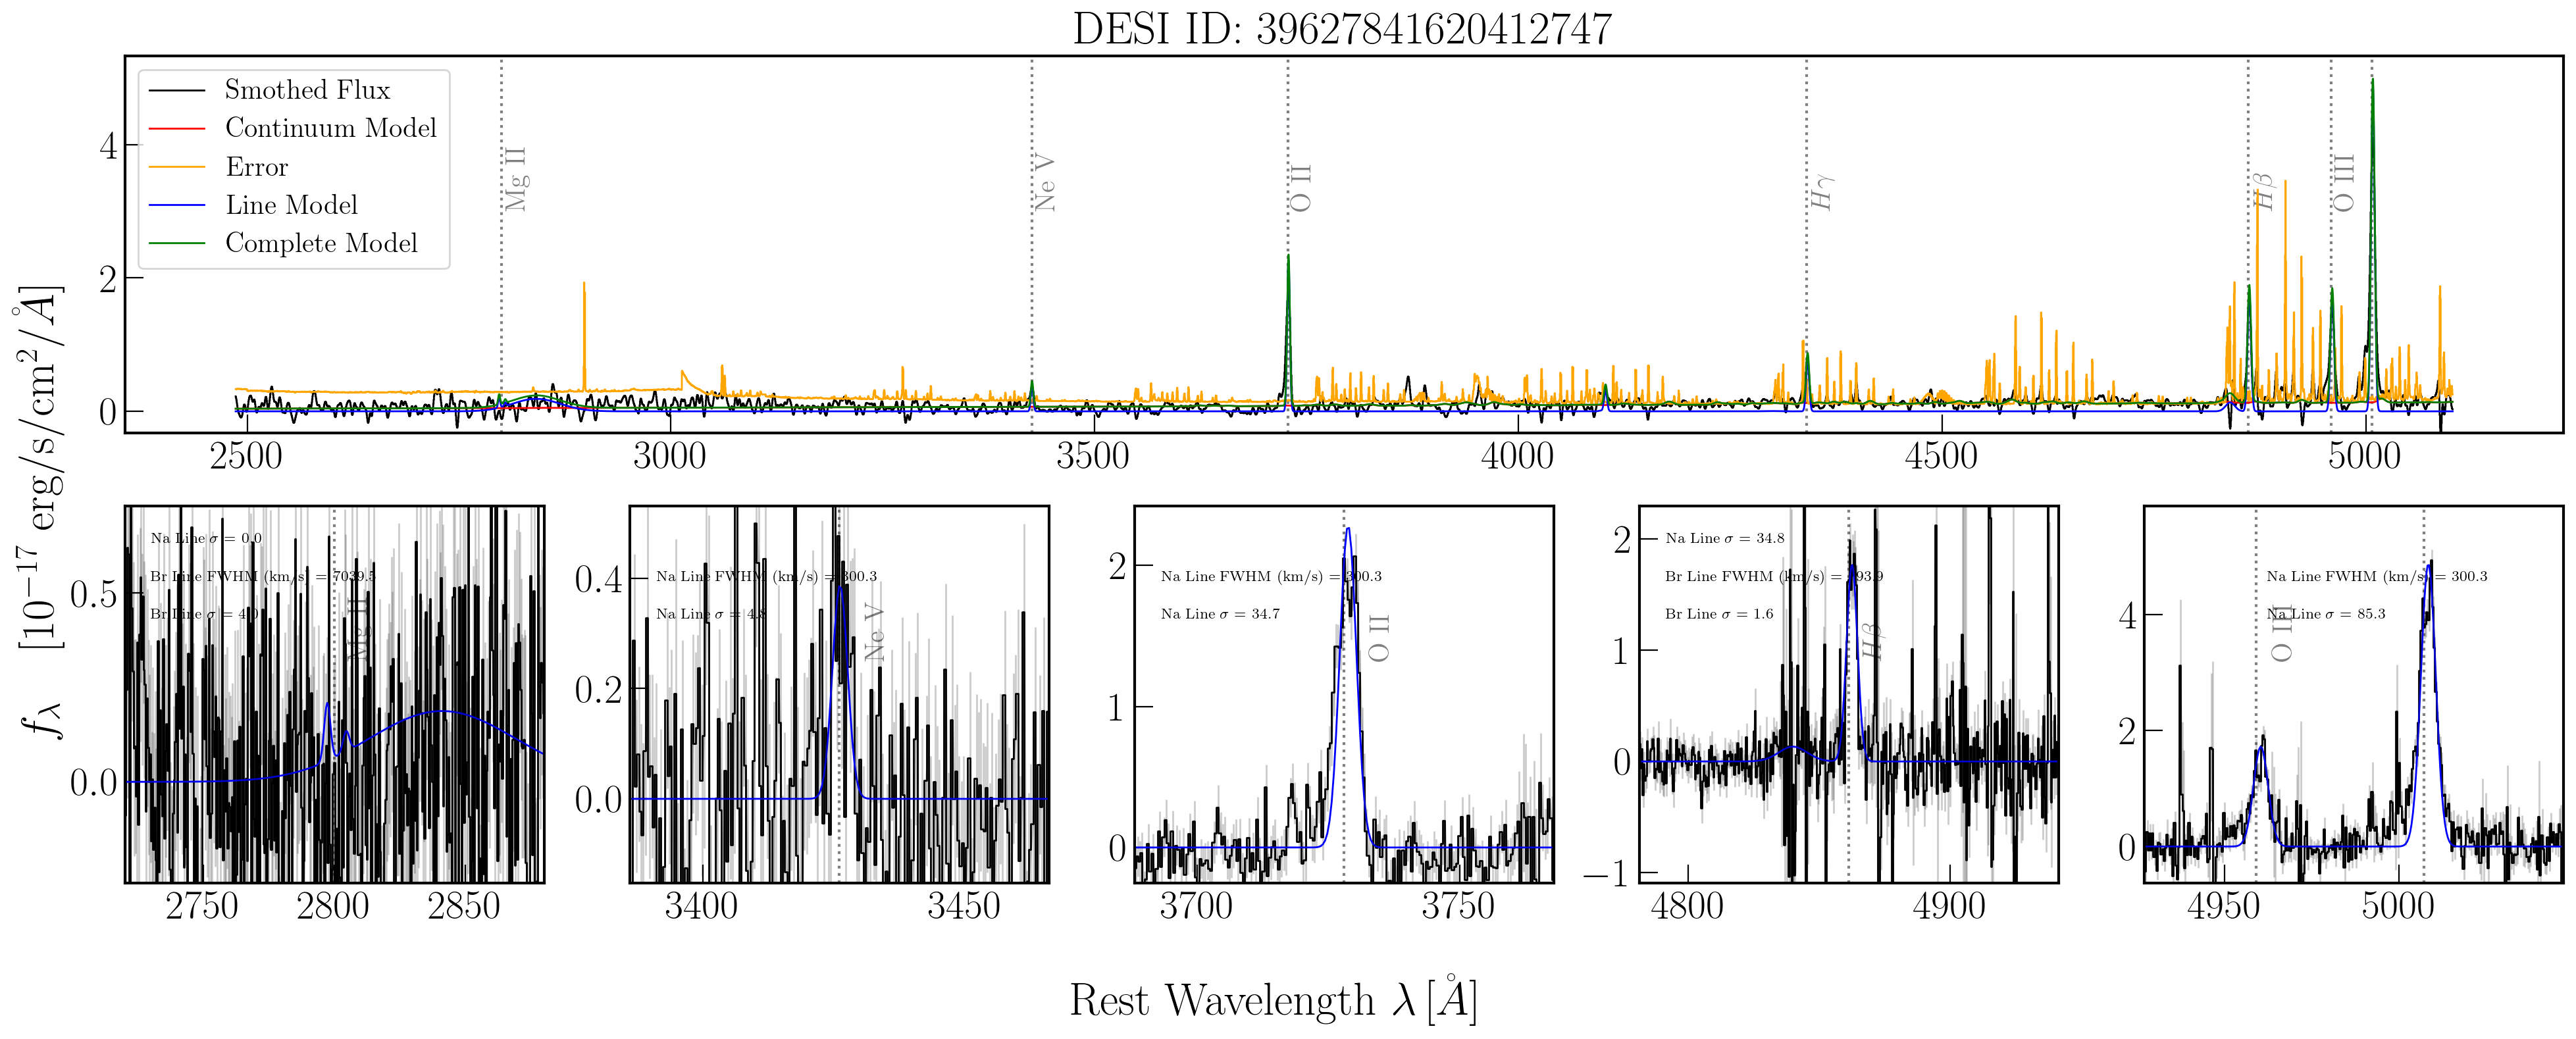 DESI ID: 39627841620412747
Smothed Flux
Continuum Model
Error
Line Model
Complete Model
Mg II
Ne V
O II
Hγ
Hβ
O III
4
2
0
2500 3000 3500 4000 4500 5000
f_λ [10⁻¹⁷ erg/s/cm²/Å]
Na Line σ = 0.0
Br Line FWHM (km/s) = 7039.5
Br Line σ = 4.0
Mg II
0.5
0.0
2750 2800 2850
Na Line FWHM (km/s) = 300.3
Na Line σ = 4.8
Ne V
0.4
0.2
0.0
3400 3450
Na Line FWHM (km/s) = 300.3
Na Line σ = 34.7
O II
2
1
0
3700 3750
Na Line σ = 34.8
Br Line FWHM (km/s) = 93.9
Br Line σ = 1.6
Hβ
2
1
0
−1
4800 4900
Na Line FWHM (km/s) = 300.3
Na Line σ = 85.3
O III
4
2
0
4950 5000
Rest Wavelength λ [Å]